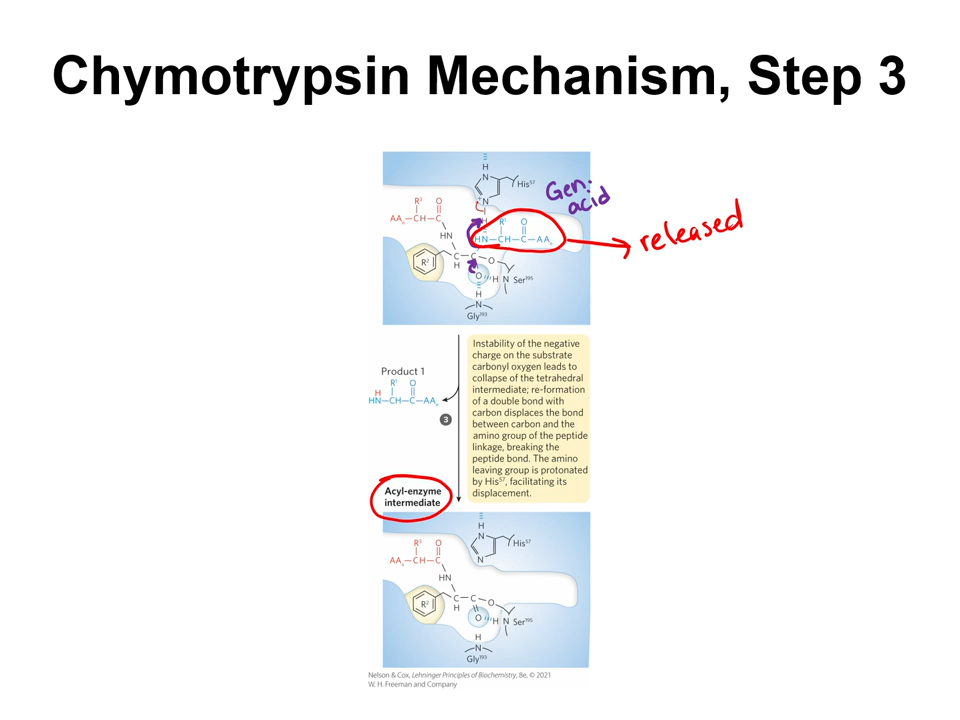 Chymotrypsin Mechanism, Step 3
H
N
His⁵⁷
Gen.
acid
N
R³ O
H
R¹ O
AAₙ—CH—C
HN—CH—C—AAₙ
released
HN
C—C—O
R²
H
O H N Ser¹⁹⁵
H
N
Gly¹⁹³
Instability of the negative
charge on the substrate
carbonyl oxygen leads to
collapse of the tetrahedral
intermediate; re-formation
of a double bond with
carbon displaces the bond
between carbon and the
amino group of the peptide
linkage, breaking the
peptide bond. The amino
leaving group is protonated
by His⁵⁷, facilitating its
displacement.
Product 1
R¹ O
H
HN—CH—C—AAₙ
3
Acyl-enzyme
intermediate
H
N
His⁵⁷
R³ O
AAₙ—CH—C
N
HN
C—C—O
R²
H
O H N Ser¹⁹⁵
H
N
Gly¹⁹³
Nelson & Cox, Lehninger Principles of Biochemistry, 8e, © 2021
W. H. Freeman and Company